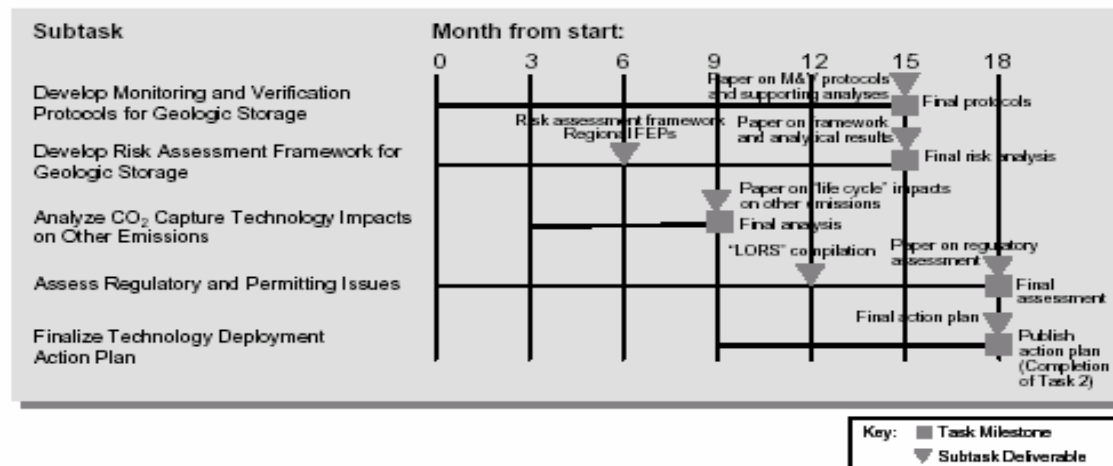 Subtask
Month from start:
0 3 6 9 12 15 18
Develop Monitoring and Verification
Protocols for Geologic Storage
Paper on M&V protocols
and supporting analyses
Final protocols
Develop Risk Assessment Framework for
Geologic Storage
Risk assessment framework
Regional FEPs
Paper on framework
and analytical results
Final risk analysis
Analyze CO₂ Capture Technology Impacts
on Other Emissions
Paper on "life cycle" impacts
on other emissions
Final analysis
Assess Regulatory and Permitting Issues
"LORS" compilation
Paper on regulatory
assessment
Final
assessment
Finalize Technology Deployment
Action Plan
Final action plan
Publish
action plan
(Completion
of Task 2)
Key: Task Milestone
Subtask Deliverable